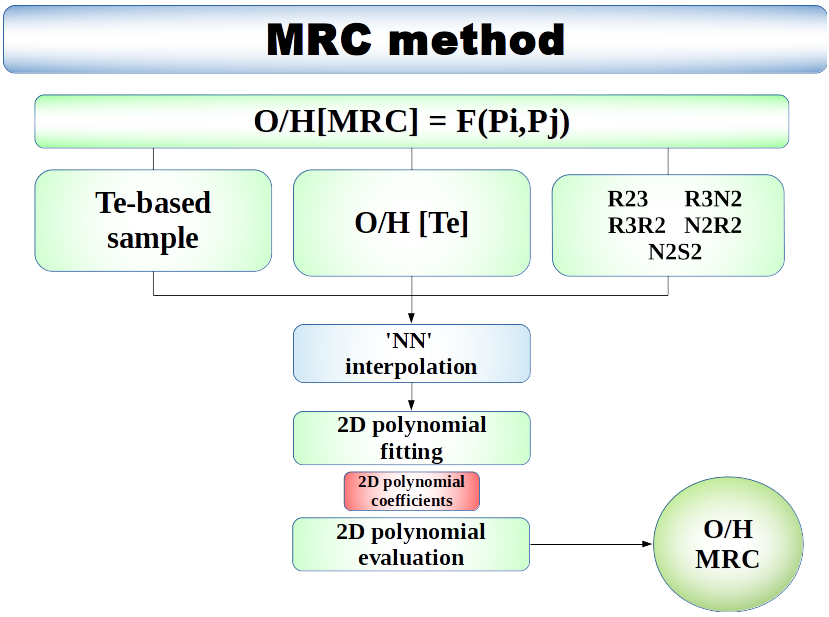 MRC method
O/H[MRC] = F(Pi,Pj)
Te-based
sample
O/H [Te]
R23 R3N2
R3R2 N2R2
N2S2
'NN'
interpolation
2D polynomial
fitting
2D polynomial
coefficients
2D polynomial
evaluation
O/H
MRC